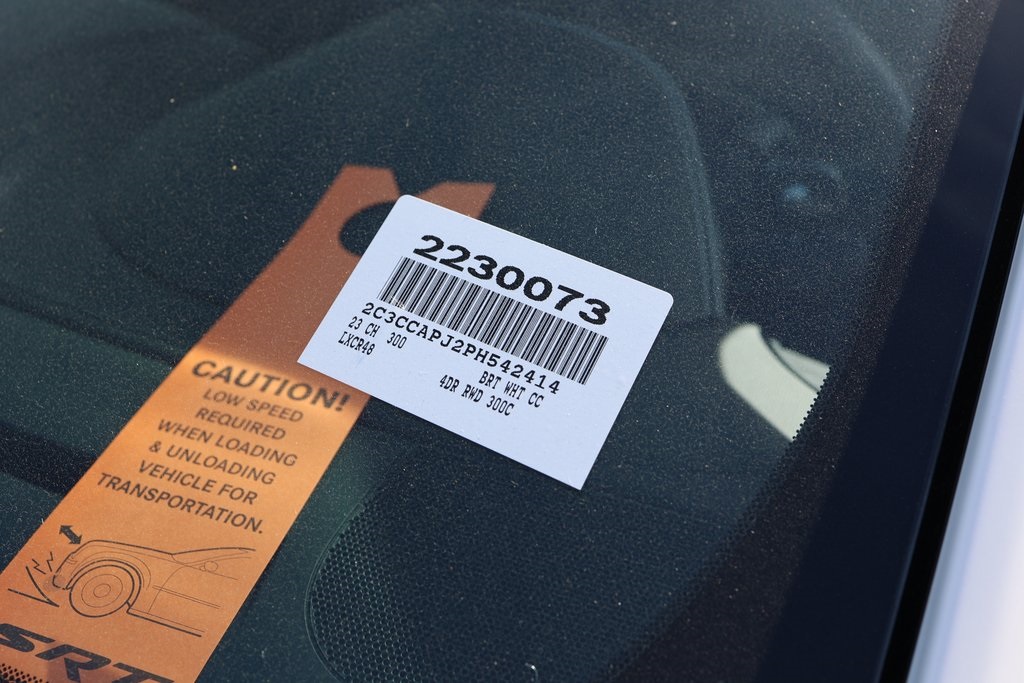 2230073
2C3CCAPJ2PH542414
23 CH 300 BRT WHT CC
LXCR48 4DR RWD 300C
CAUTION!
LOW SPEED
REQUIRED
WHEN LOADING
& UNLOADING
VEHICLE FOR
TRANSPORTATION.
SRT